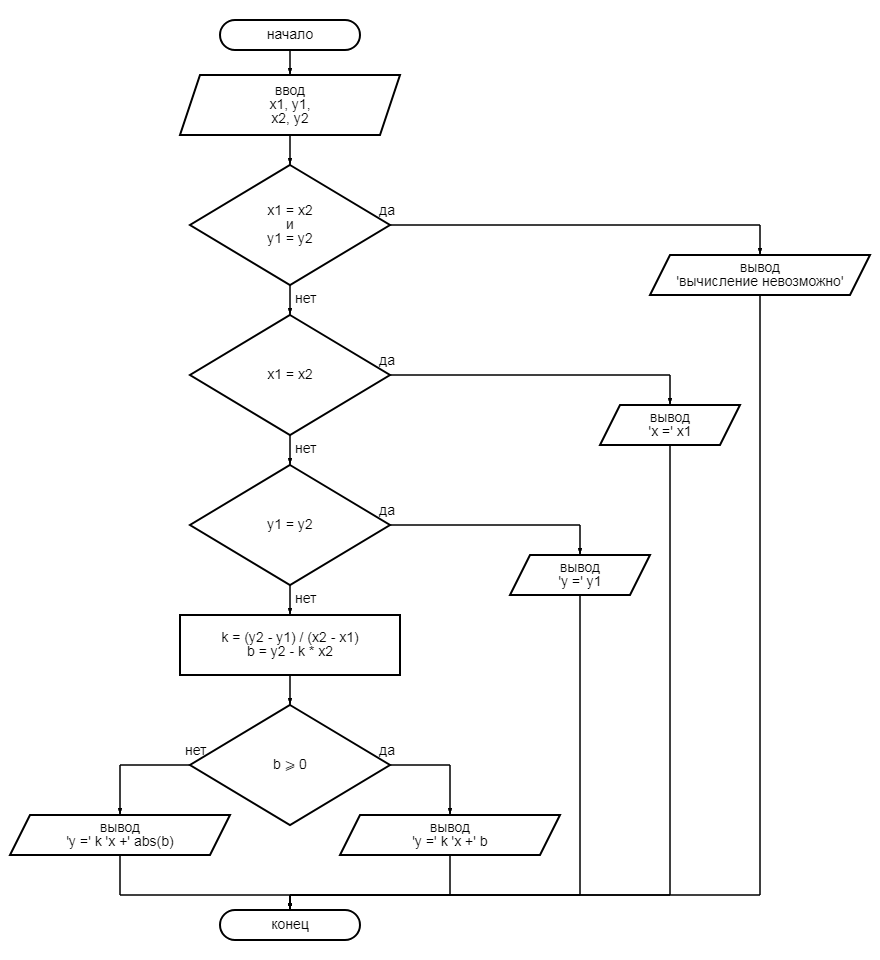 начало
ввод
x1, y1,
x2, y2
x1 = x2
и
y1 = y2
да
вывод
'вычисление невозможно'
нет
x1 = x2
да
вывод
'x =' x1
нет
y1 = y2
да
вывод
'y =' y1
нет
k = (y2 - y1) / (x2 - x1)
b = y2 - k * x2
b ⩾ 0
нет
да
вывод
'y =' k 'x +' abs(b)
вывод
'y =' k 'x +' b
конец